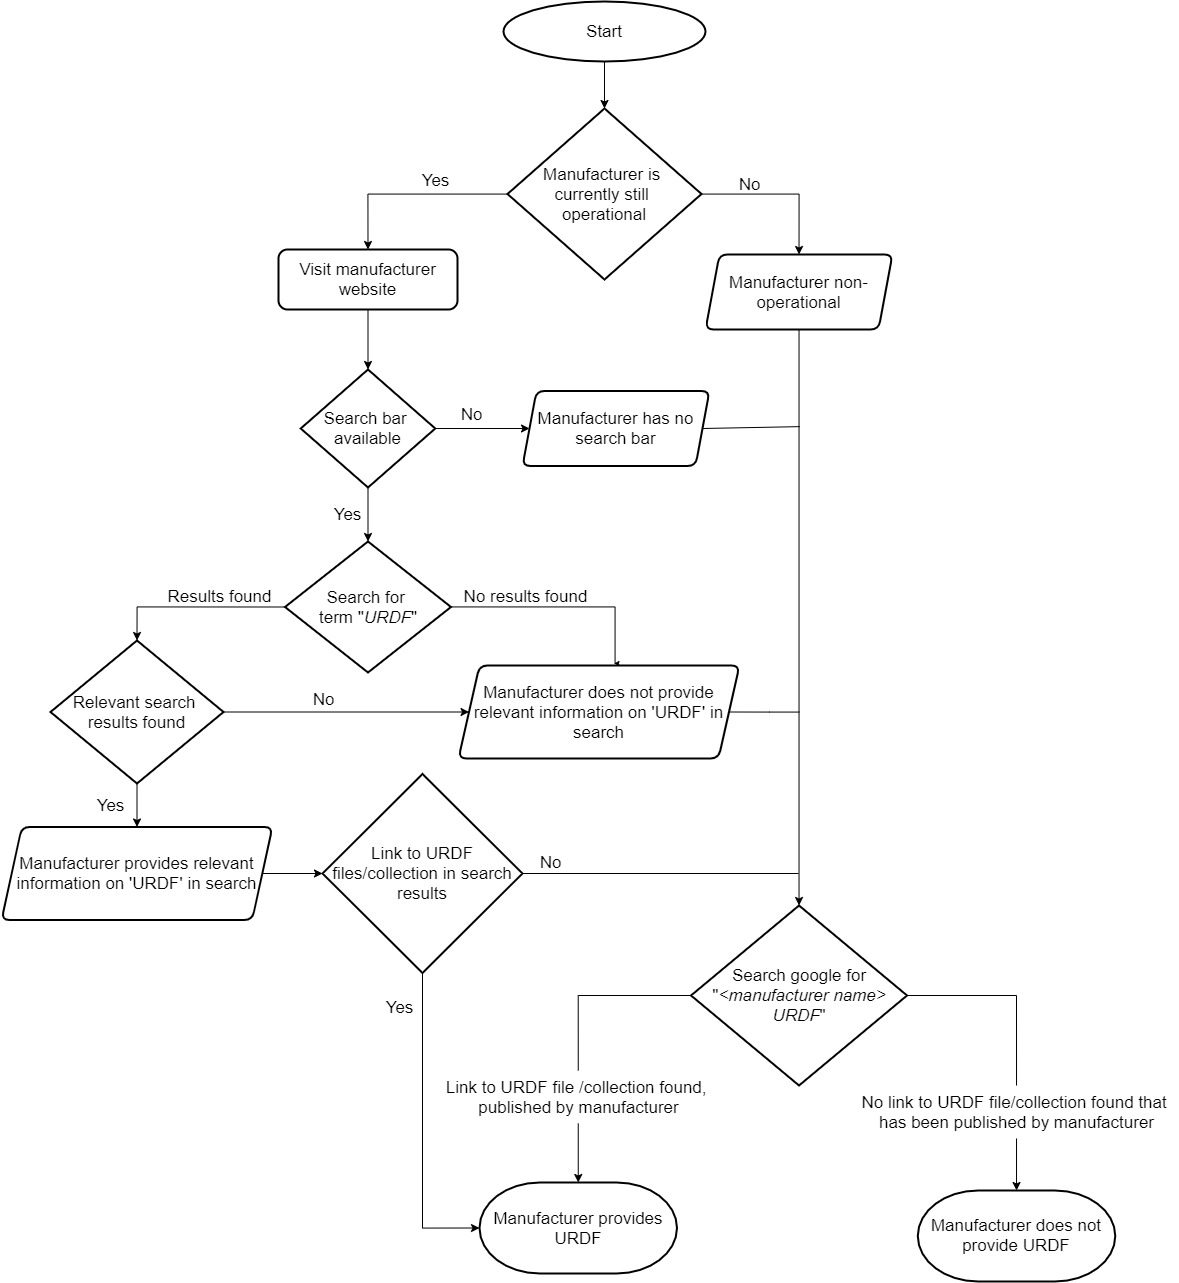 Start
Manufacturer is
currently still
operational
Yes
No
Visit manufacturer
website
Manufacturer non-
operational
Search bar
available
No
Manufacturer has no
search bar
Yes
Search for
term "URDF"
Results found
No results found
Relevant search
results found
No
Manufacturer does not provide
relevant information on 'URDF' in
search
Yes
Manufacturer provides relevant
information on 'URDF' in search
Link to URDF
files/collection in search
results
No
Yes
Search google for
"<manufacturer name>
URDF"
Link to URDF file /collection found,
published by manufacturer
No link to URDF file/collection found that
has been published by manufacturer
Manufacturer provides
URDF
Manufacturer does not
provide URDF